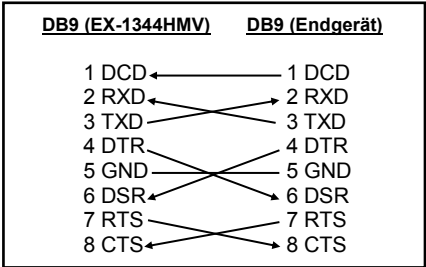 DB9 (EX-1344HMV) DB9 (Endgerät)
1 DCD 1 DCD
2 RXD 2 RXD
3 TXD 3 TXD
4 DTR 4 DTR
5 GND 5 GND
6 DSR 6 DSR
7 RTS 7 RTS
8 CTS 8 CTS